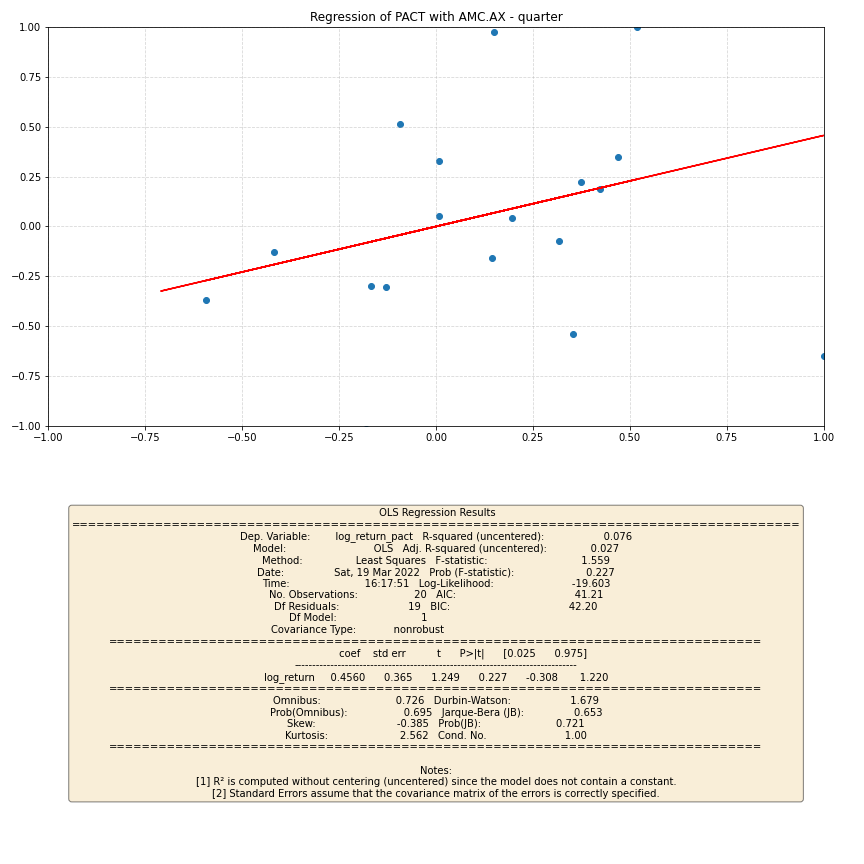 Regression of PACT with AMC.AX - quarter
1.00
0.75
0.50
0.25
0.00
−0.25
−0.50
−0.75
−1.00
−1.00 −0.75 −0.50 −0.25 0.00 0.25 0.50 0.75 1.00
OLS Regression Results
==============================================================================
Dep. Variable: log_return_pact R-squared (uncentered): 0.076
Model: OLS Adj. R-squared (uncentered): 0.027
Method: Least Squares F-statistic: 1.559
Date: Sat, 19 Mar 2022 Prob (F-statistic): 0.227
Time: 16:17:51 Log-Likelihood: -19.603
No. Observations: 20 AIC: 41.21
Df Residuals: 19 BIC: 42.20
Df Model: 1
Covariance Type: nonrobust
==============================================================================
coef std err t P>|t| [0.025 0.975]
------------------------------------------------------------------------------
log_return 0.4560 0.365 1.249 0.227 -0.308 1.220
==============================================================================
Omnibus: 0.726 Durbin-Watson: 1.679
Prob(Omnibus): 0.695 Jarque-Bera (JB): 0.653
Skew: -0.385 Prob(JB): 0.721
Kurtosis: 2.562 Cond. No. 1.00
==============================================================================
Notes:
[1] R² is computed without centering (uncentered) since the model does not contain a constant.
[2] Standard Errors assume that the covariance matrix of the errors is correctly specified.